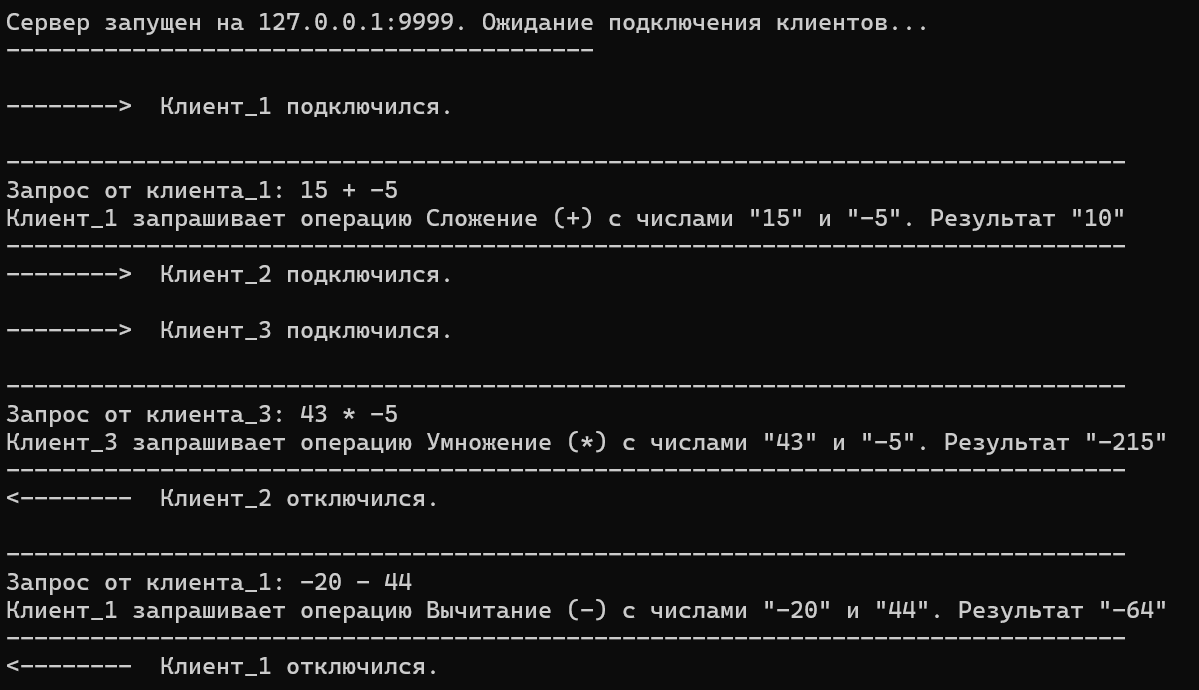 Сервер запущен на 127.0.0.1:9999. Ожидание подключения клиентов...
------------------------------------------
--------> Клиент_1 подключился.
--------------------------------------------------------------------------------
Запрос от клиента_1: 15 + -5
Клиент_1 запрашивает операцию Сложение (+) с числами "15" и "-5". Результат "10"
--------------------------------------------------------------------------------
--------> Клиент_2 подключился.
--------> Клиент_3 подключился.
--------------------------------------------------------------------------------
Запрос от клиента_3: 43 * -5
Клиент_3 запрашивает операцию Умножение (*) с числами "43" и "-5". Результат "-215"
--------------------------------------------------------------------------------
<-------- Клиент_2 отключился.
--------------------------------------------------------------------------------
Запрос от клиента_1: -20 - 44
Клиент_1 запрашивает операцию Вычитание (-) с числами "-20" и "44". Результат "-64"
--------------------------------------------------------------------------------
<-------- Клиент_1 отключился.